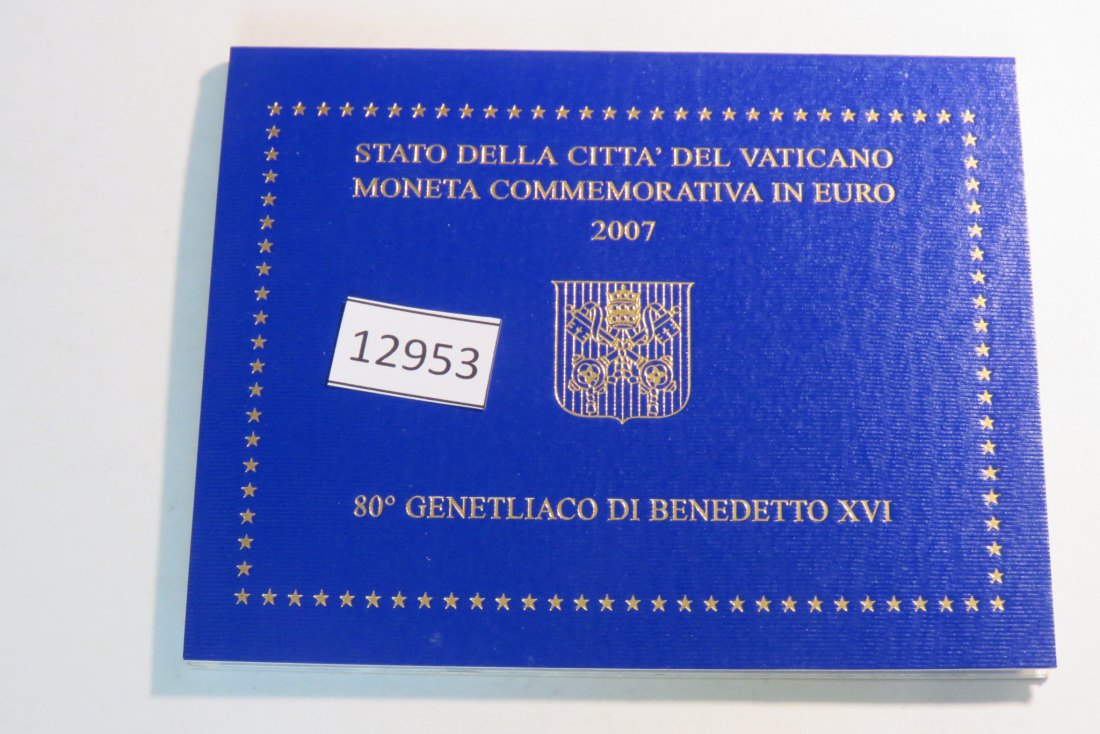 STATO DELLA CITTA' DEL VATICANO
MONETA COMMEMORATIVA IN EURO
2007
12953
80° GENETLIACO DI BENEDETTO XVI